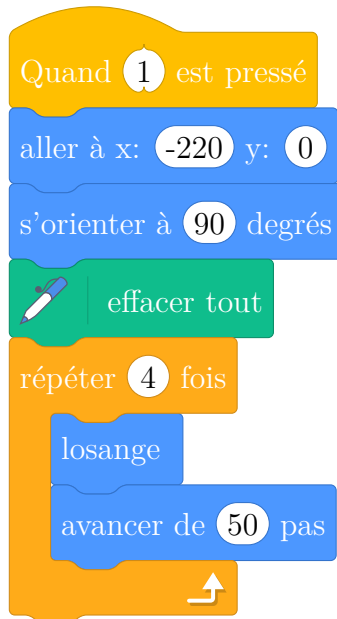 Quand 1 est pressé
aller à x: -220 y: 0
s'orienter à 90 degrés
effacer tout
répéter 4 fois
losange
avancer de 50 pas